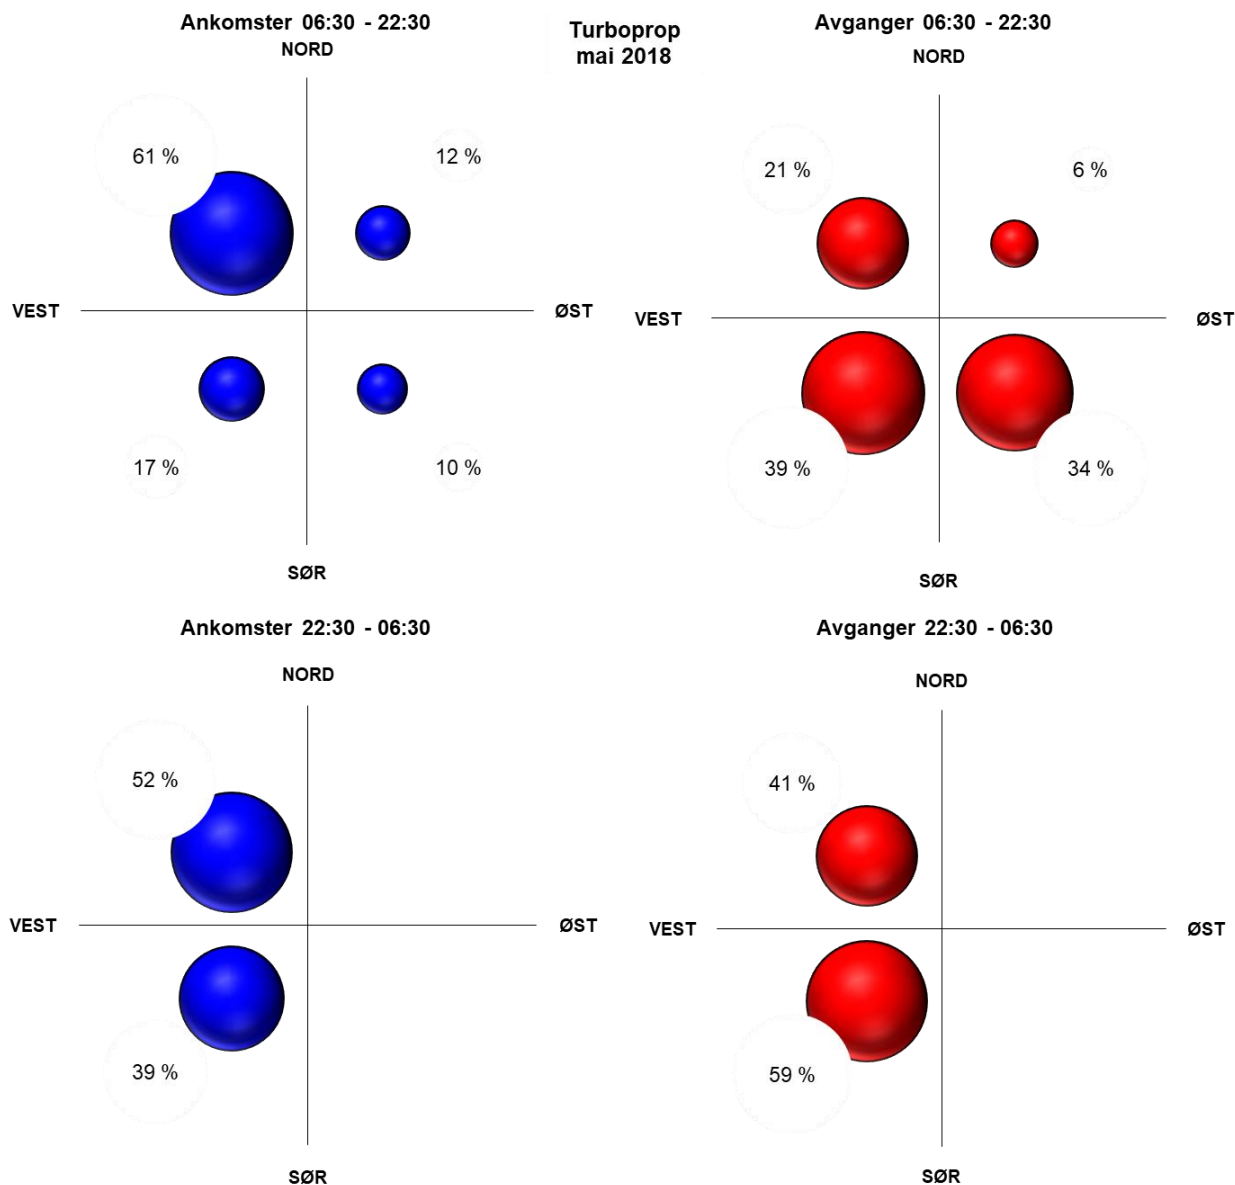 Ankomster 06:30 - 22:30
NORD
61 %
12 %
VEST
ØST
17 %
10 %
SØR
Turboprop
mai 2018
Avganger 06:30 - 22:30
NORD
21 %
6 %
VEST
ØST
39 %
34 %
SØR
Ankomster 22:30 - 06:30
NORD
52 %
VEST
ØST
39 %
SØR
Avganger 22:30 - 06:30
NORD
41 %
VEST
ØST
59 %
SØR